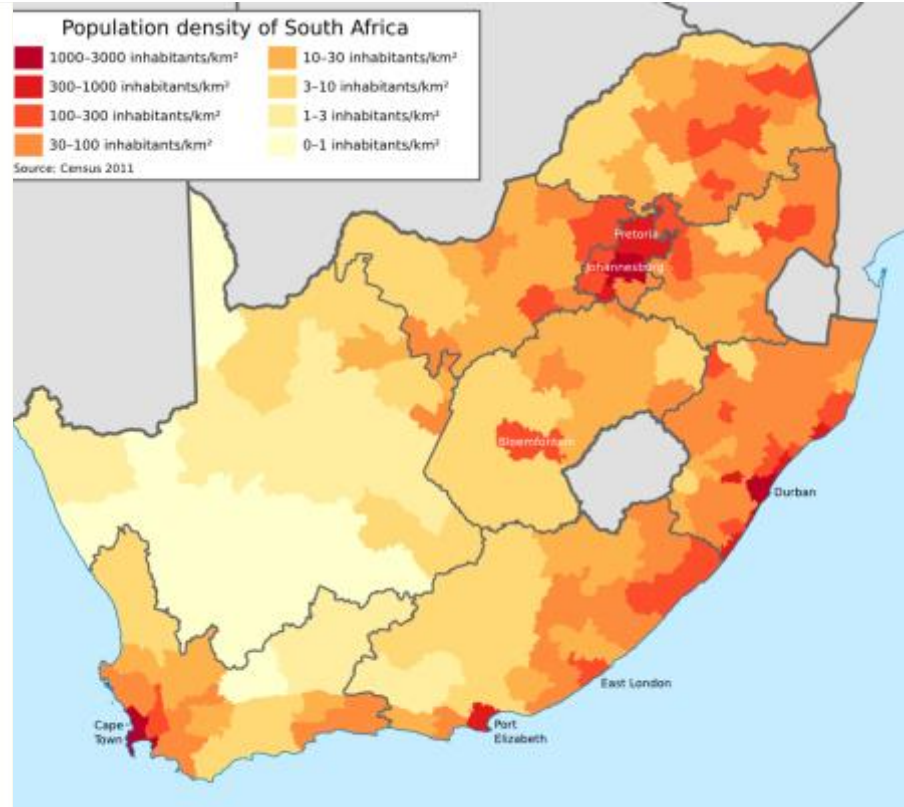 Population density of South Africa
1000–3000 inhabitants/km²
300–1000 inhabitants/km²
100–300 inhabitants/km²
30–100 inhabitants/km²
10–30 inhabitants/km²
3–10 inhabitants/km²
1–3 inhabitants/km²
0–1 inhabitants/km²
Source: Census 2011
Pretoria
Johannesburg
Bloemfontein
Durban
East London
Cape
Town
Port
Elizabeth